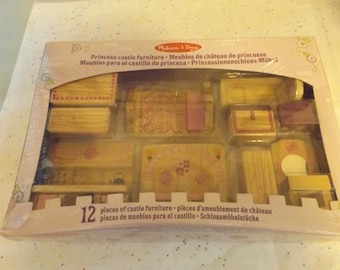 Melissa & Doug
Princess castle furniture • Meubles de château de princesse
Muebles para el castillo de princesa • Prinzessinnenschloss-Möbel
12 pieces of castle furniture • pièces d'ameublement de château
piezas de muebles para el castillo • Schlossmöbelstücke